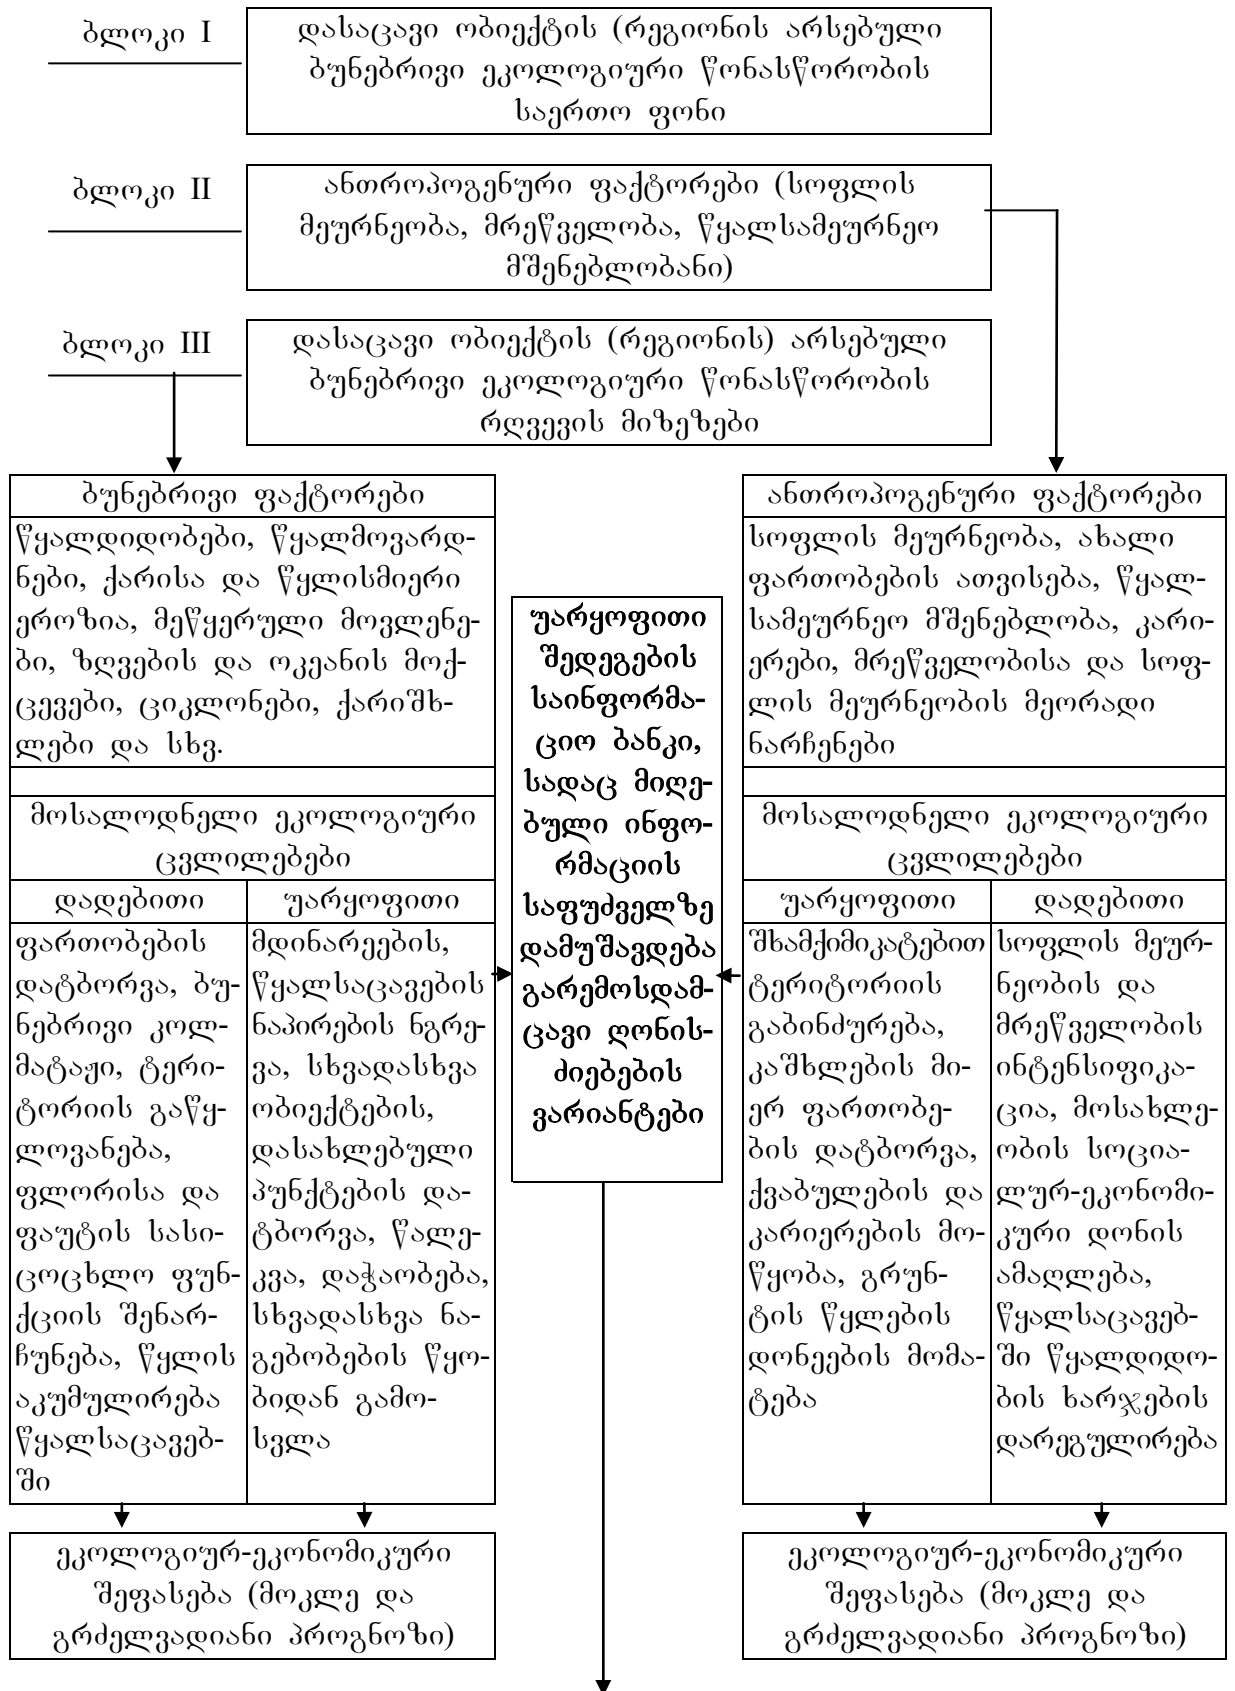 ბლოკი I
დასაცავი ობიექტის (რეგიონის არსებული
ბუნებრივი ეკოლოგიური წონასწორობის
საერთო ფონი
ბლოკი II
ანთროპოგენური ფაქტორები (სოფლის
მეურნეობა, მრეწველობა, წყალსამეურნეო
მშენებლობანი)
ბლოკი III
დასაცავი ობიექტის (რეგიონის) არსებული
ბუნებრივი ეკოლოგიური წონასწორობის
რღვევის მიზეზები
ბუნებრივი ფაქტორები
წყალდიდობები, წყალმოვარდ-
ნები, ქარისა და წყლისმიერი
ეროზია, მეწყერული მოვლენე-
ბი, ზღვების და ოკეანის მოქ-
ცევები, ციკლონები, ქარიშხ-
ლები და სხვ.
მოსალოდნელი ეკოლოგიური
ცვლილებები
დადებითი
ფართობების
დატბორვა, ბუ-
ნებრივი კოლ-
მატაჟი, ტერი-
ტორიის გაწყ-
ლოვანება,
ფლორისა და
ფაუტის სასი-
ცოცხლო ფუნ-
ქციის შენარ-
ჩუნება, წყლის
აკუმულირება
წყალსაცავებ-
ში
უარყოფითი
მდინარეების,
წყალსაცავების
ნაპირების ნგრე-
ვა, სხვადასხვა
ობიექტების,
დასახლებული
პუნქტების და-
ტბორვა, წალე-
კვა, დაჭაობება,
სხვადასხვა ნა-
გებობების წყო-
ბიდან გამო-
სვლა
ეკოლოგიურ-ეკონომიკური
შეფასება (მოკლე და
გრძელვადიანი პროგნოზი)
უარყოფითი
შედეგების
საინფორმა-
ციო ბანკი,
სადაც მიღე-
ბული ინფო-
რმაციის
საფუძველზე
დამუშავდება
გარემოსდამ-
ცავი ღონის-
ძიებების
ვარიანტები
ანთროპოგენური ფაქტორები
სოფლის მეურნეობა, ახალი
ფართობების ათვისება, წყალ-
სამეურნეო მშენებლობა, კარი-
ერები, მრეწველობისა და სოფ-
ლის მეურნეობის მეორადი
ნარჩენები
მოსალოდნელი ეკოლოგიური
ცვლილებები
უარყოფითი
შხამქიმიკატებით
ტერიტორიის
გაბინძურება,
კაშხლების მი-
ერ ფართობე-
ბის დატბორვა,
ქვაბულების და
კარიერების მო-
წყობა, გრუნ-
ტის წყლების
დონეების მომა-
ტება
დადებითი
სოფლის მეურ-
ნეობის და
მრეწველობის
ინტენსიფიკა-
ცია, მოსახლე-
ობის სოცია-
ლურ-ეკონომი-
კური დონის
ამაღლება,
წყალსაცავებ-
ში წყალდიდო-
ბის ხარჯების
დარეგულირება
ეკოლოგიურ-ეკონომიკური
შეფასება (მოკლე და
გრძელვადიანი პროგნოზი)